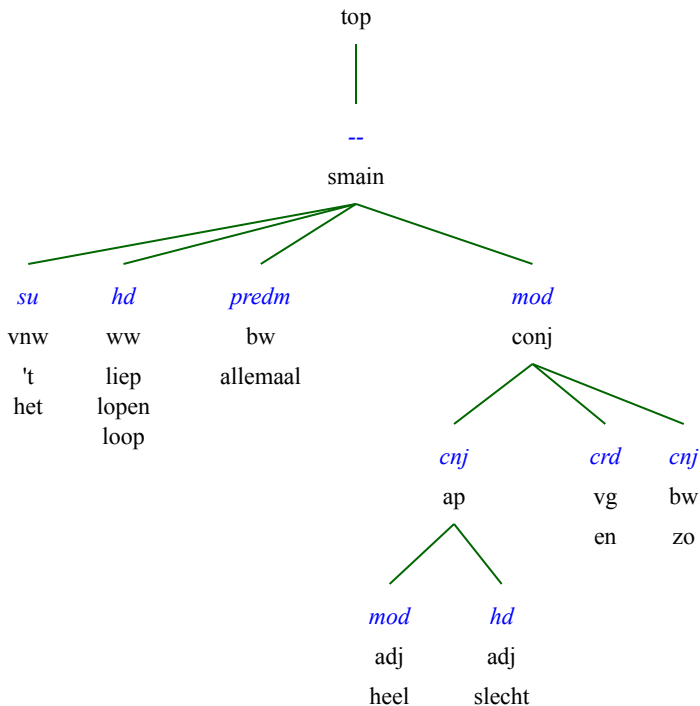 top
--
smain
su hd predm mod
vnw ww bw conj
't liep allemaal
het lopen
loop
cnj crd cnj
ap vg bw
en zo
mod hd
adj adj
heel slecht